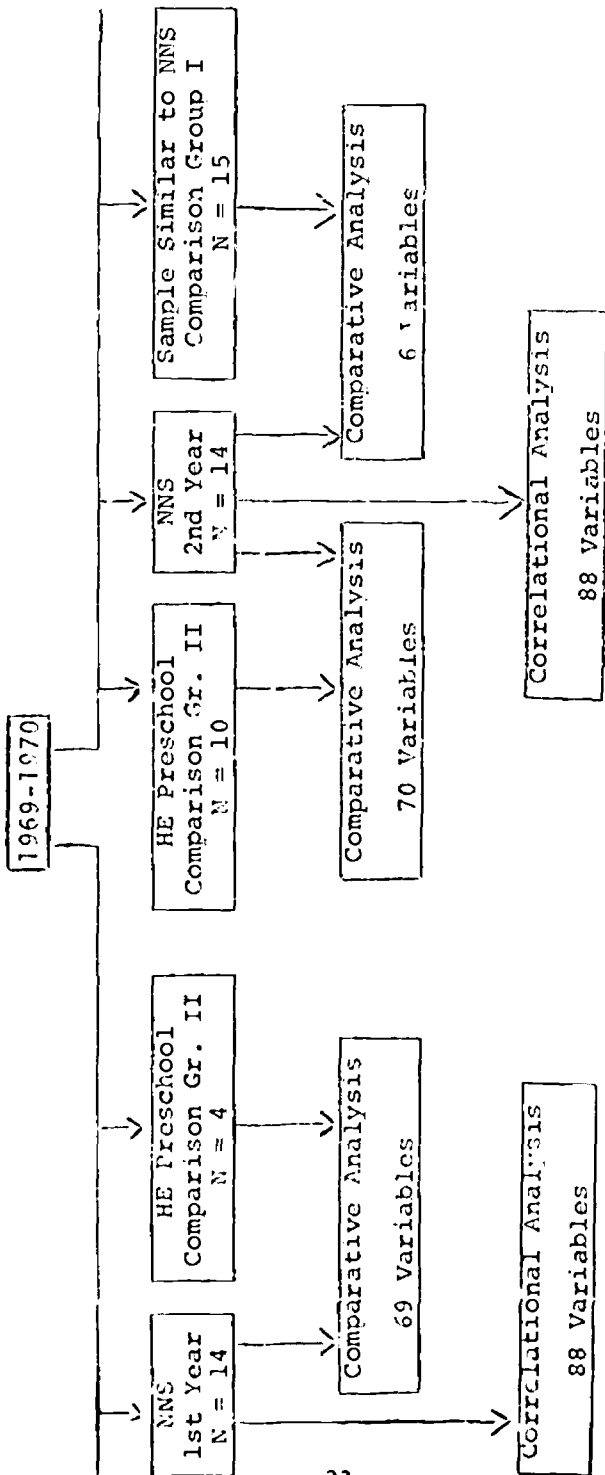 1969-1970
NNS
1st Year
N = 14
HE Preschool
Comparison Gr. II
N = 4
HE Preschool
Comparison Gr. II
N = 10
NNS
2nd Year
N = 14
Sample Similar to NNS
Comparison Group I
N = 15
Comparative Analysis
69 Variables
Comparative Analysis
70 Variables
Comparative Analysis
6 Variables
Correlational Analysis
88 Variables
Correlational Analysis
88 Variables